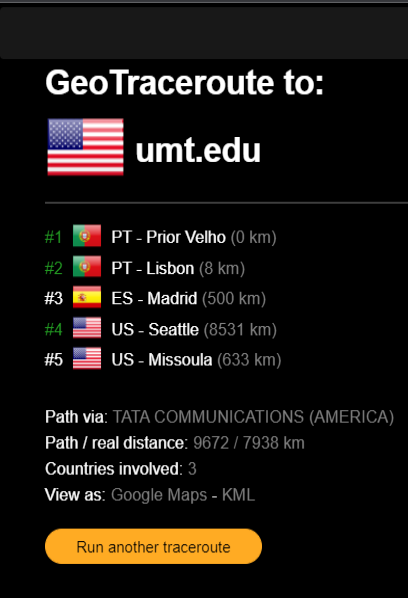 GeoTraceroute to:
umt.edu
#1 PT - Prior Velho (0 km)
#2 PT - Lisbon (8 km)
#3 ES - Madrid (500 km)
#4 US - Seattle (8531 km)
#5 US - Missoula (633 km)
Path via: TATA COMMUNICATIONS (AMERICA)
Path / real distance: 9672 / 7938 km
Countries involved: 3
View as: Google Maps - KML
Run another traceroute